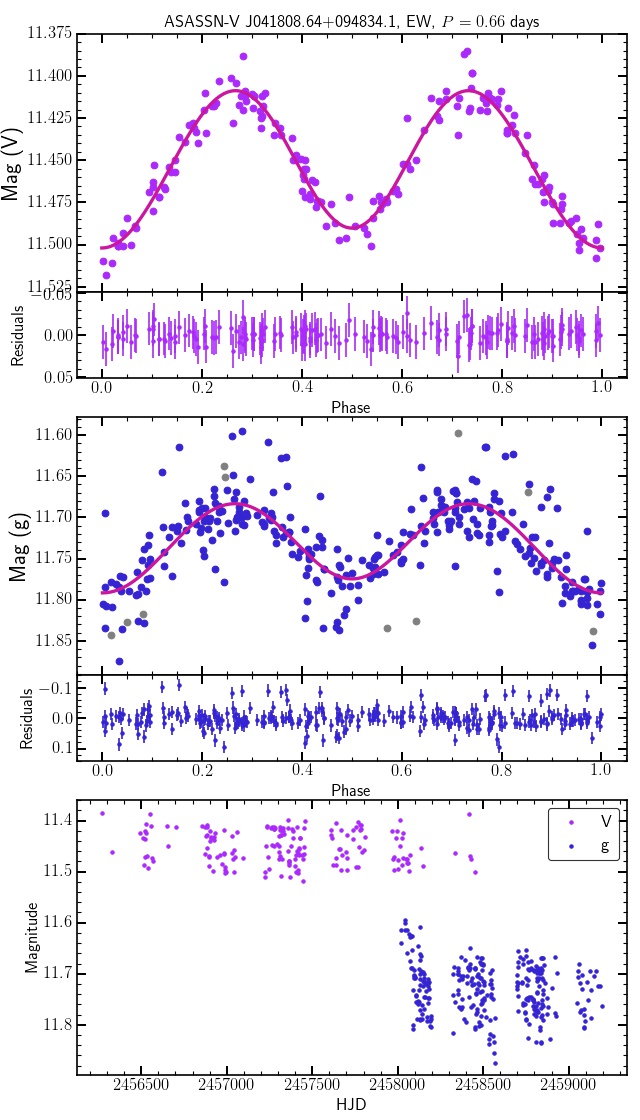 ASASSN-V J041808.64+094834.1, EW, P = 0.66 days
11.375
11.400
11.425
11.450
11.475
11.500
11.525
Mag (V)
−0.05
0.00
0.05
Residuals
0.0 0.2 0.4 0.6 0.8 1.0
Phase
11.60
11.65
11.70
11.75
11.80
11.85
Mag (g)
−0.1
0.0
0.1
Residuals
0.0 0.2 0.4 0.6 0.8 1.0
Phase
11.4
11.5
11.6
11.7
11.8
Magnitude
V
g
2456500 2457000 2457500 2458000 2458500 2459000
HJD